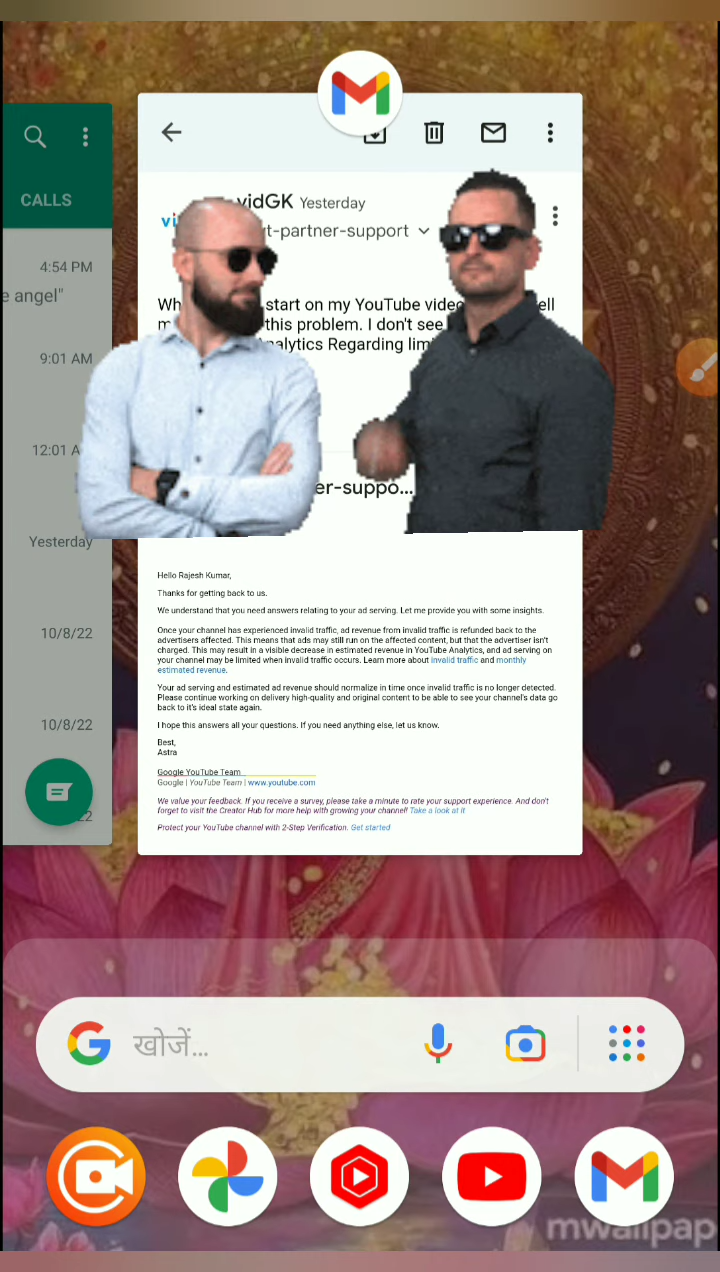 CALLS
4:54 PM
e angel"
9:01 AM
12:01 A
Yesterday
10/8/22
10/8/22
22
vi
vidGK Yesterday
t-partner-support
Wh start on my YouTube video ell
m this problem. I don't see
nalytics Regarding lim
er-suppo...
Hello Rajesh Kumar,
Thanks for getting back to us.
We understand that you need answers relating to your ad serving. Let me provide you with some insights.
Once your channel has experienced invalid traffic, ad revenue from invalid traffic is refunded back to the
advertisers affected. This means that ads may still run on the affected content, but that the advertiser isn't
charged. This may result in a visible decrease in estimated revenue in YouTube Analytics, and ad serving on
your channel may be limited when invalid traffic occurs. Learn more about invalid traffic and monthly
estimated revenue.
Your ad serving and estimated ad revenue should normalize in time once invalid traffic is no longer detected.
Please continue working on delivery high-quality and original content to be able to see your channel's data go
back to it's ideal state again.
I hope this answers all your questions. If you need anything else, let us know.
Best,
Astra
Google YouTube Team
Google | YouTube Team | www.youtube.com
We value your feedback. If you receive a survey, please take a minute to rate your support experience. And don't
forget to visit the Creator Hub for more help with growing your channel! Take a look at it
Protect your YouTube channel with 2-Step Verification. Get started
खोजें...
mwallpap